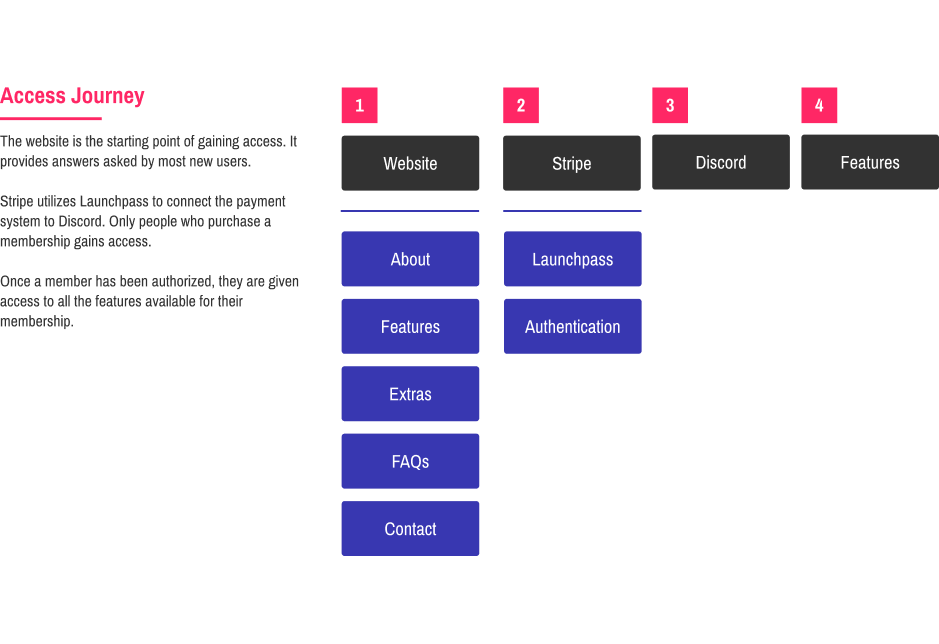 Access Journey
The website is the starting point of gaining access. It
provides answers asked by most new users.
Stripe utilizes Launchpass to connect the payment
system to Discord. Only people who purchase a
membership gains access.
Once a member has been authorized, they are given
access to all the features available for their
membership.
1
Website
About
Features
Extras
FAQs
Contact
2
Stripe
Launchpass
Authentication
3
Discord
4
Features